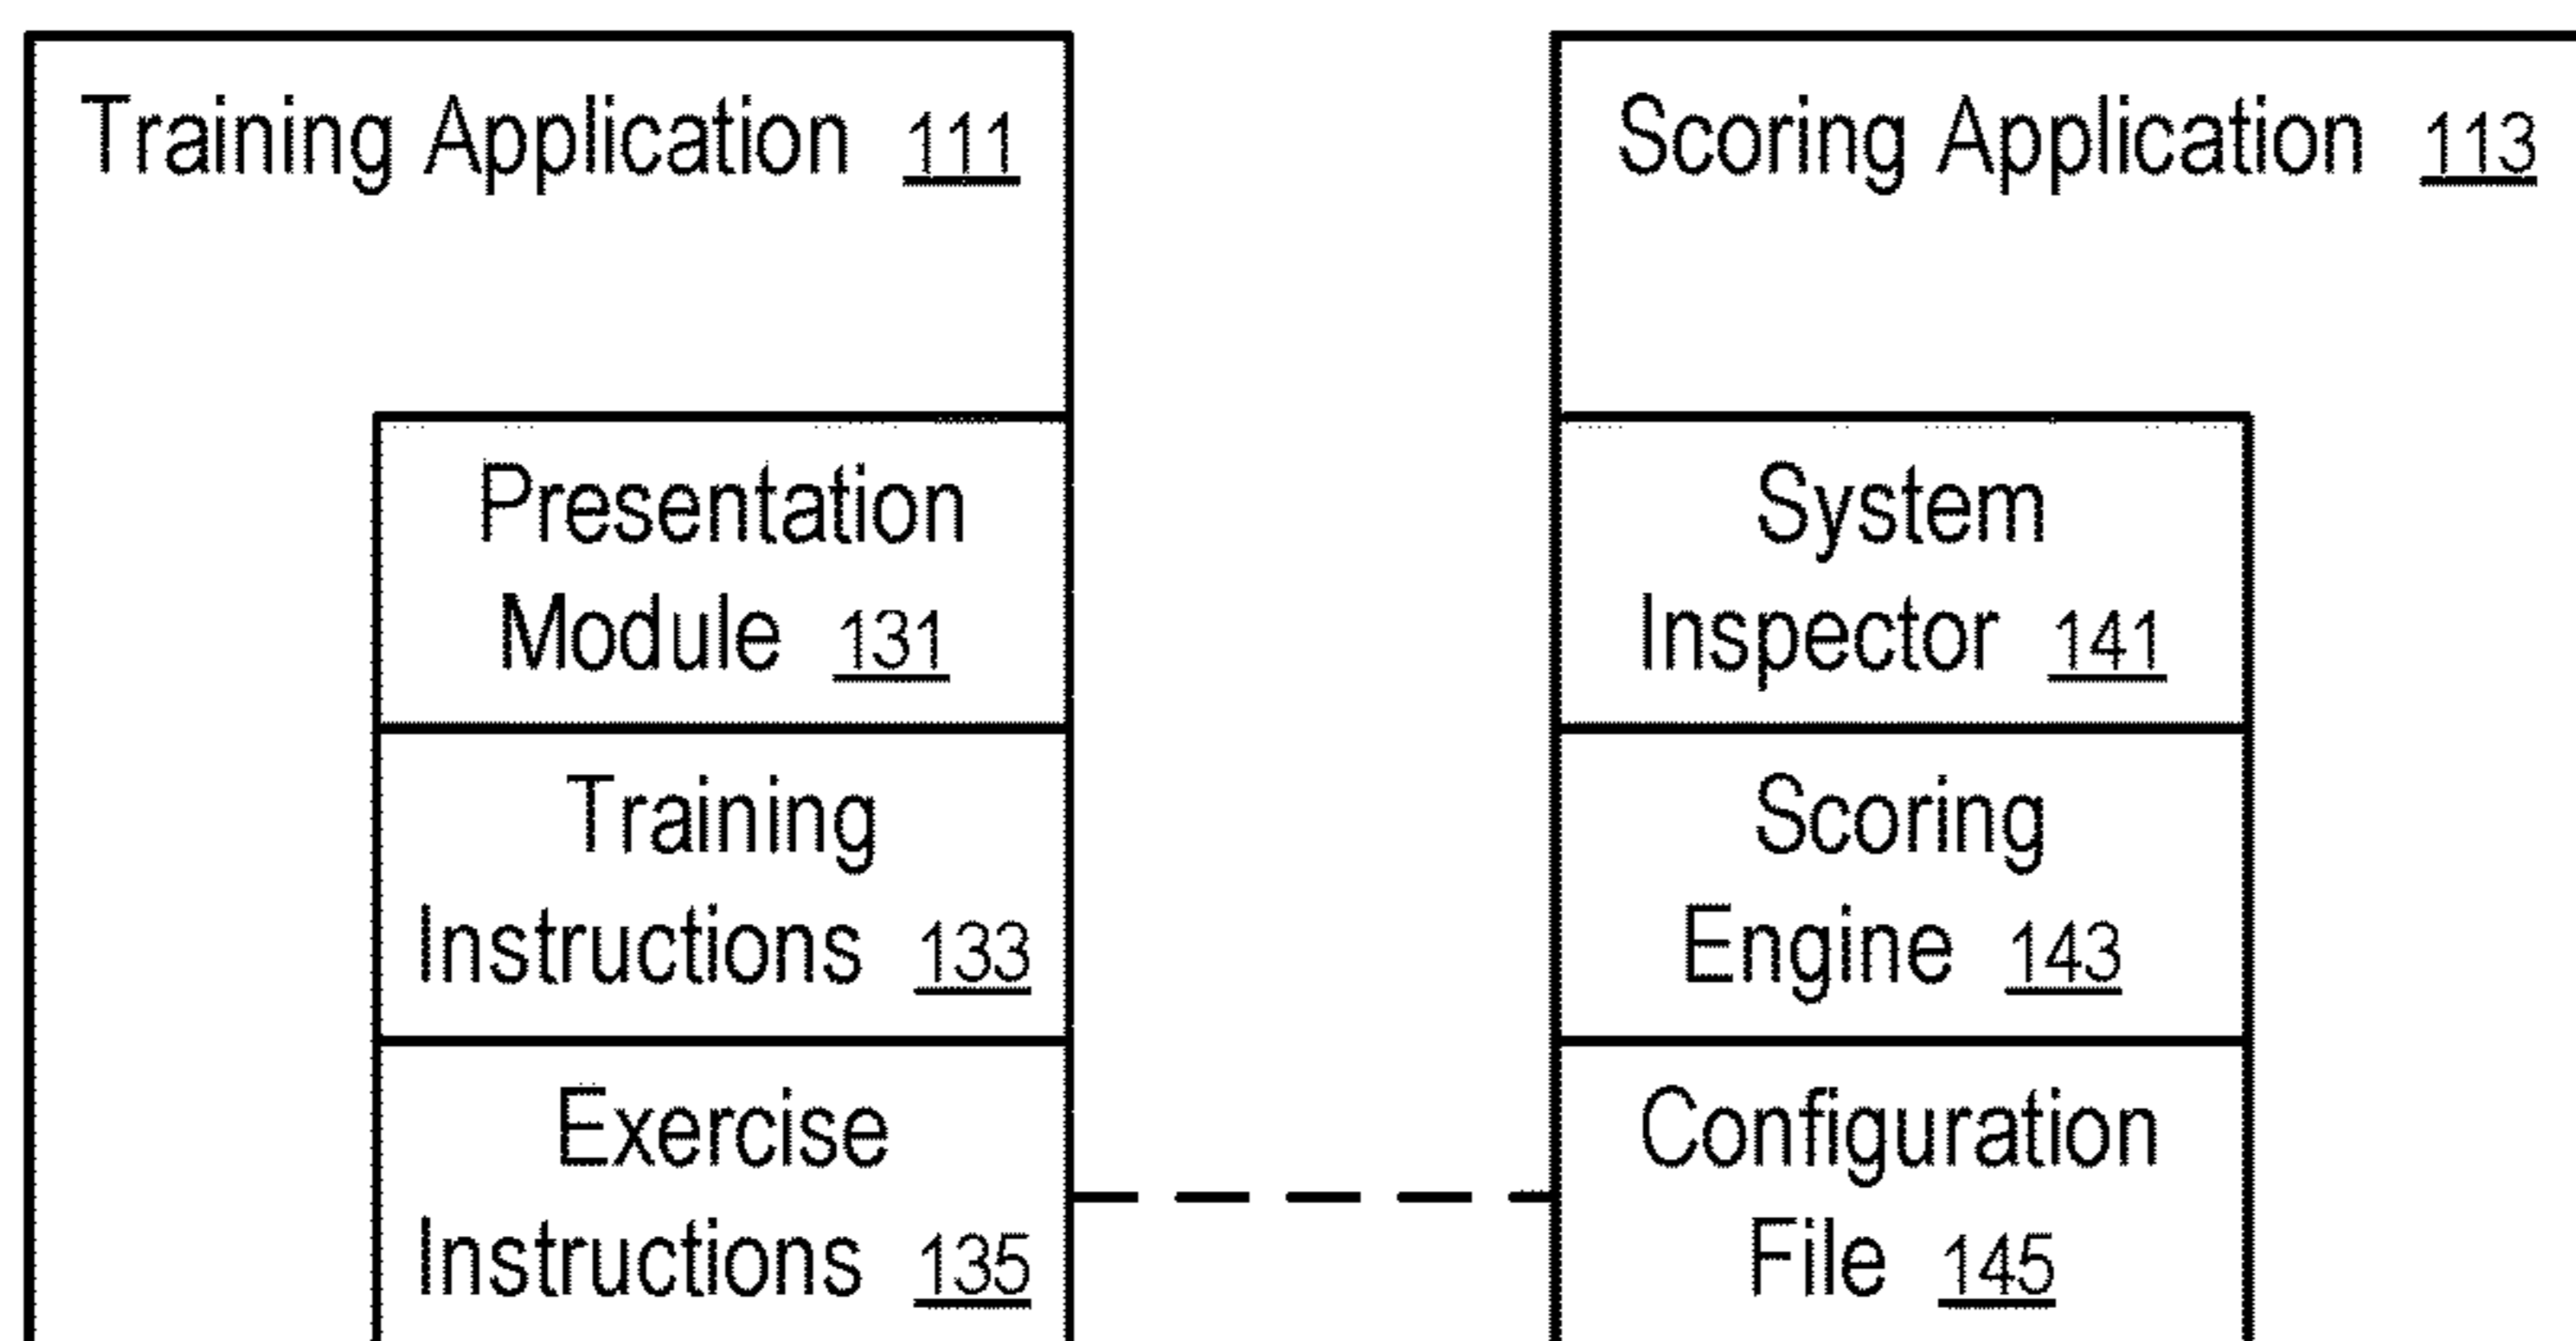 Training Application 111
Presentation
Module 131
Training
Instructions 133
Exercise
Instructions 135
Scoring Application 113
System
Inspector 141
Scoring
Engine 143
Configuration
File 145